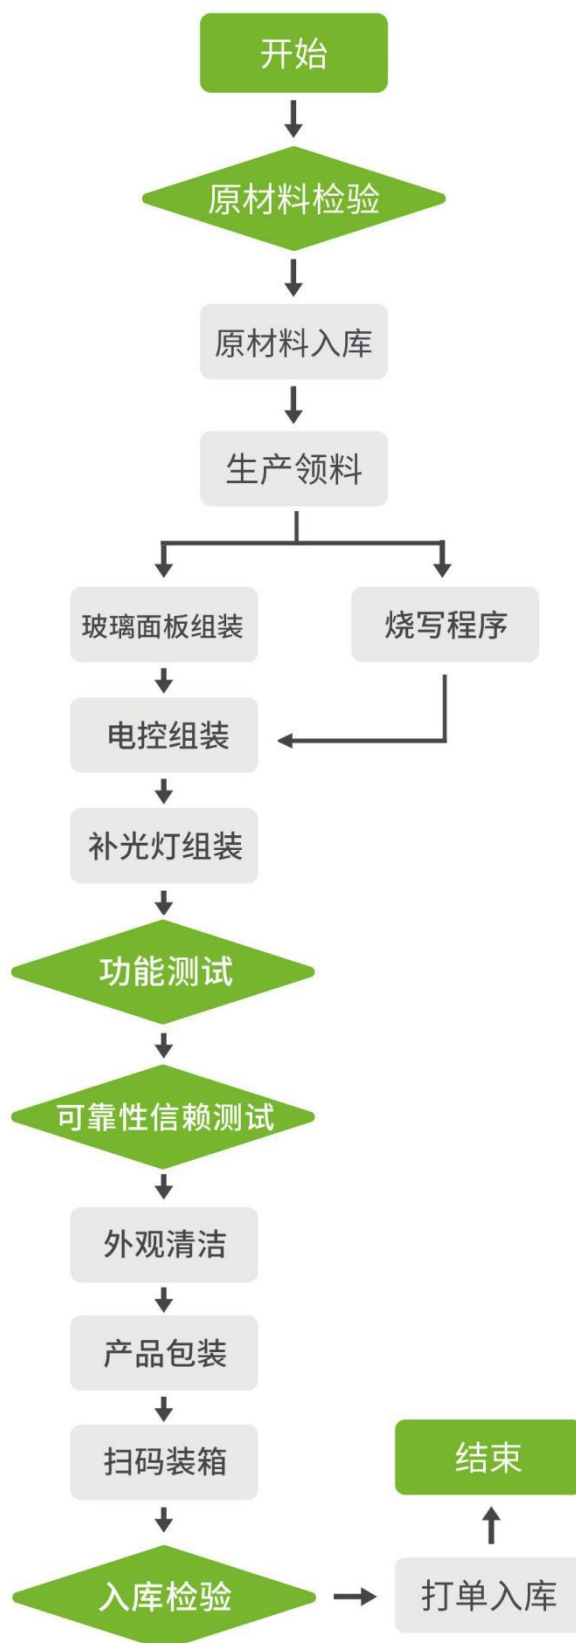 开始
原材料检验
原材料入库
生产领料
玻璃面板组装
烧写程序
电控组装
补光灯组装
功能测试
可靠性信赖测试
外观清洁
产品包装
扫码装箱
结束
入库检验
打单入库